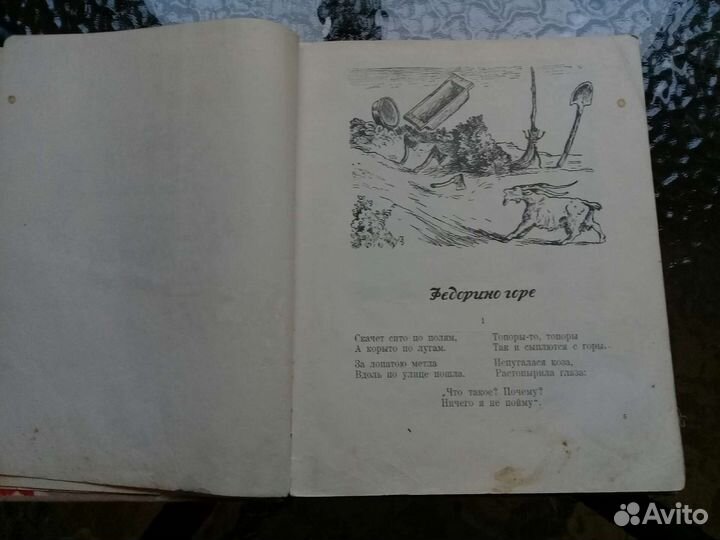 Федорино горе
1
Скачет сито по полям,
А корыто по лугам.
За лопатою метла
Вдоль по улице пошла.
Топоры-то, топоры
Так и сыплются с горы.
Испугалася коза,
Растопырила глаза:
„Что такое? Почему?
Ничего я не пойму“.
5
Avito